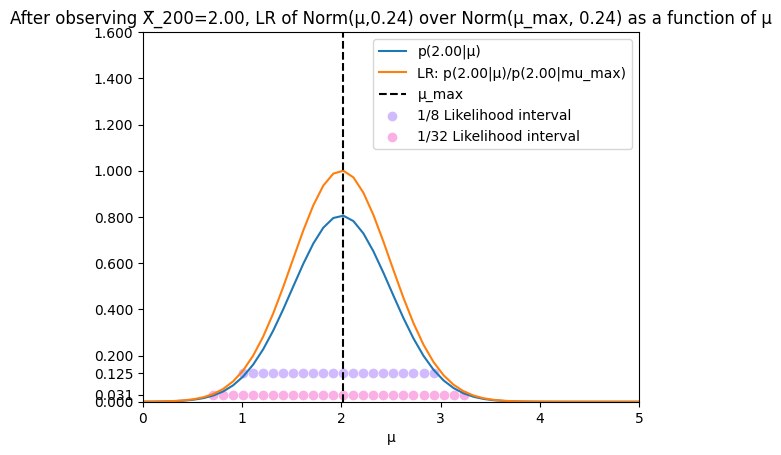 After observing X̅_200=2.00, LR of Norm(μ,0.24) over Norm(μ_max, 0.24) as a function of μ
1.600
1.400
1.200
1.000
0.800
0.600
0.400
0.200
0.125
0.031
0.000
p(2.00|μ)
LR: p(2.00|μ)/p(2.00|mu_max)
μ_max
1/8 Likelihood interval
1/32 Likelihood interval
0 1 2 3 4 5
μ